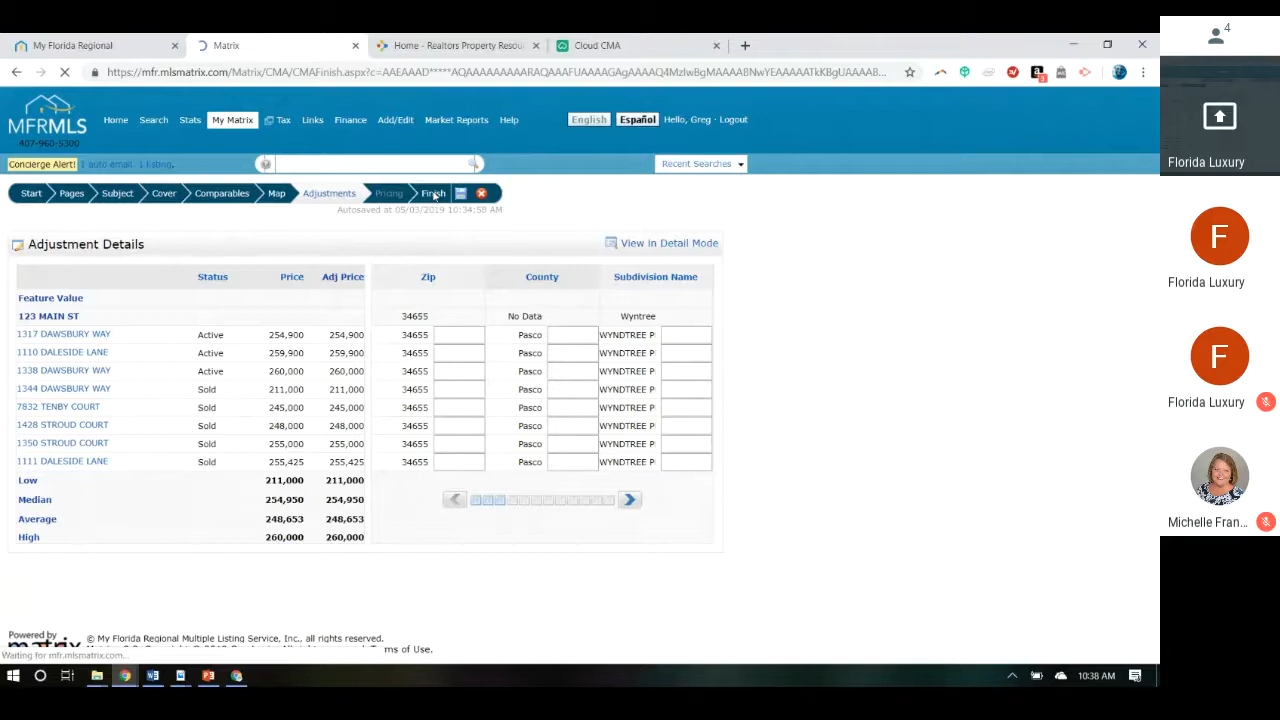 My Florida Regional
Matrix
Home - Realtors Property Resou
Cloud CMA
https://mfr.mlsmatrix.com/Matrix/CMA/CMAFinish.aspx?c=
MFRMLS
407-960-5300
Home Search Stats My Matrix Tax Links Finance Add/Edit Market Reports Help
English Español Hello, Greg · Logout
Concierge Alert! 1 auto email, 1 listing.
Recent Searches
Start Pages Subject Cover Comparables Map Adjustments Pricing Finish
Autosaved at 05/03/2019 10:34:58 AM
Adjustment Details
View in Detail Mode
Status Price Adj Price Zip County Subdivision Name
Feature Value
123 MAIN ST 34655 No Data Wyntree
1317 DAWSBURY WAY Active 254,900 254,900 34655 Pasco WYNDTREE P
1110 DALESIDE LANE Active 259,900 259,900 34655 Pasco WYNDTREE P
1338 DAWSBURY WAY Active 260,000 260,000 34655 Pasco WYNDTREE P
1344 DAWSBURY WAY Sold 211,000 211,000 34655 Pasco WYNDTREE P
7832 TENBY COURT Sold 245,000 245,000 34655 Pasco WYNDTREE P
1428 STROUD COURT Sold 248,000 248,000 34655 Pasco WYNDTREE P
1350 STROUD COURT Sold 255,000 255,000 34655 Pasco WYNDTREE P
1111 DALESIDE LANE Sold 255,425 255,425 34655 Pasco WYNDTREE P
Low 211,000 211,000
Median 254,950 254,950
Average 248,653 248,653
High 260,000 260,000
Powered by
matrix
© My Florida Regional Multiple Listing Service, Inc., all rights reserved.
Terms of Use.
Waiting for mfr.mlsmatrix.com...
10:38 AM
4
Florida Luxury
F
Florida Luxury
F
Florida Luxury
Michelle Fran...